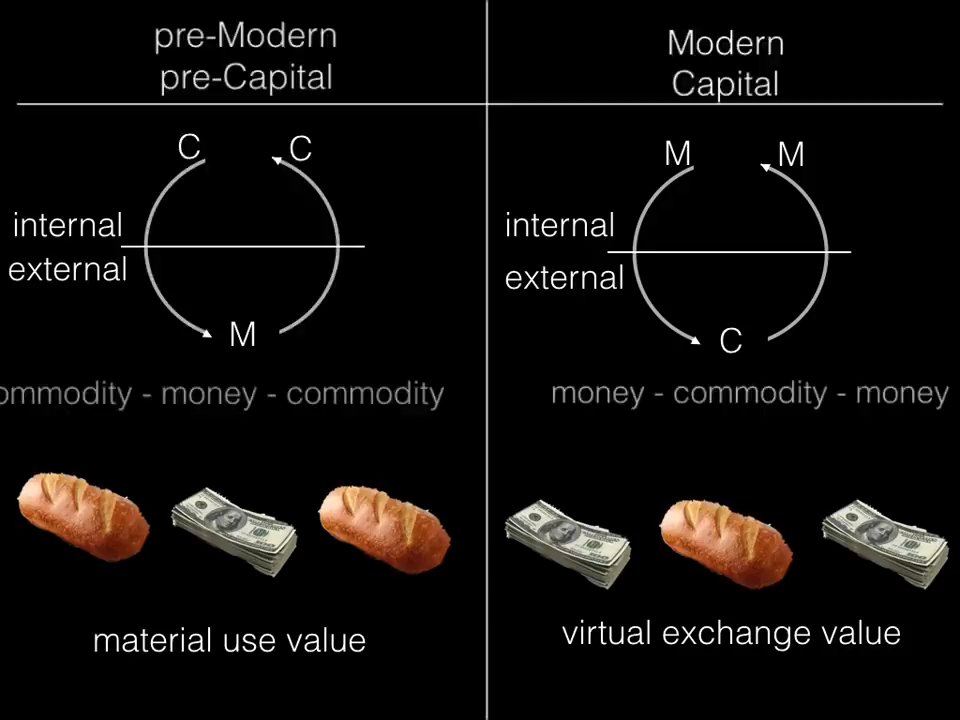 pre-Modern
pre-Capital
C C
internal
external
M
ommodity - money - commodity
material use value
Modern
Capital
M M
internal
external
C
money - commodity - money
virtual exchange value